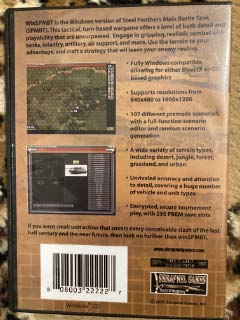 WinSPMBT is the Windows version of Steel Panthers Main Battle Tank
(SPMBT). This tactical, turn-based wargame offers a level of both detail and
playability that are unsurpassed. Engage in gripping, realistic combat with
tanks, infantry, artillery, air support, and more. Use the terrain to your
advantage, and craft a strategy that will leave your enemy reeling.
Fully Windows compatible,
allowing for either DirectX or GDI
based graphics
Supports resolutions from
640x480 to 1600x1200
107 different premade scenarios,
with a full-function scenario
editor and random scenario
generation
A wide variety of terrain types,
including desert, jungle, forest,
grassland, and urban
Unrivaled accuracy and attention
to detail, covering a huge number
of vehicle and unit types
Encrypted, secure tournament
play, with 250 PBEM save slots
If you want small unit action that covers every conceivable clash of the last
half century and the near future, then look no further than winSPMBT.
www.shrapnelgames.com
SHRAPNEL GAMES
Windows CD